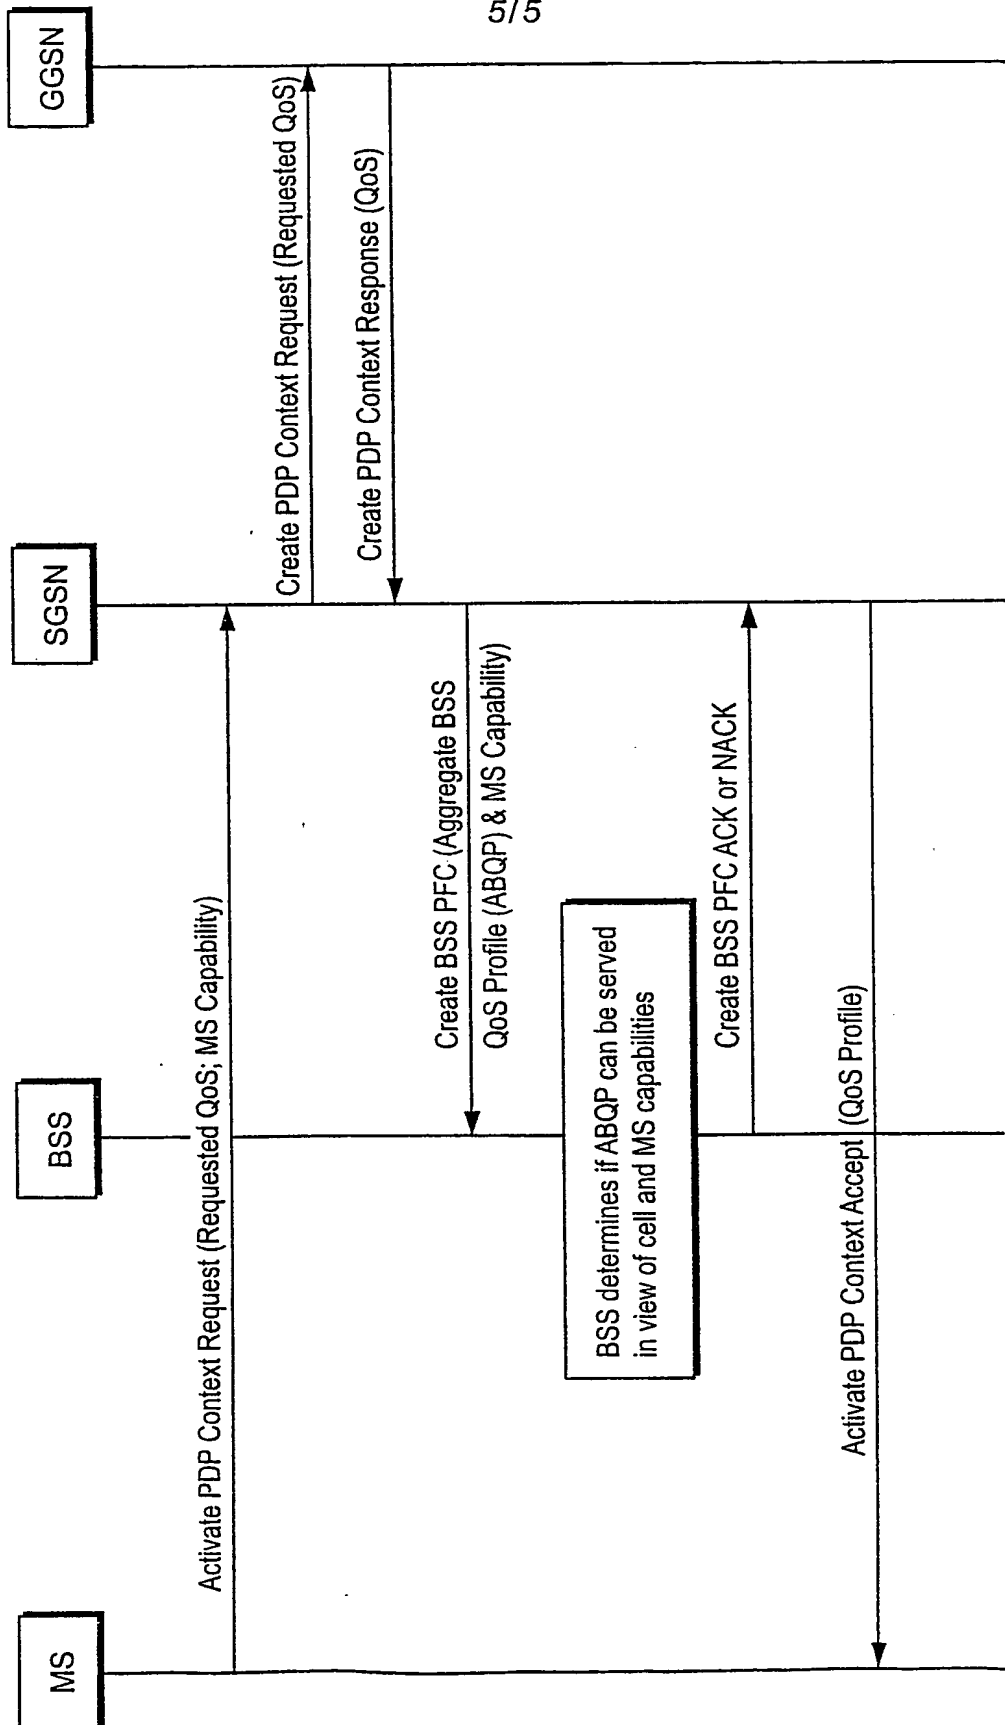 5/5
MS
BSS
SGSN
GGSN
Activate PDP Context Request (Requested QoS; MS Capability)
Create PDP Context Request (Requested QoS)
Create PDP Context Response (QoS)
Create BSS PFC (Aggregate BSS
QoS Profile (ABQP) & MS Capability)
BSS determines if ABQP can be served
in view of cell and MS capabilities
Create BSS PFC ACK or NACK
Activate PDP Context Accept (QoS Profile)